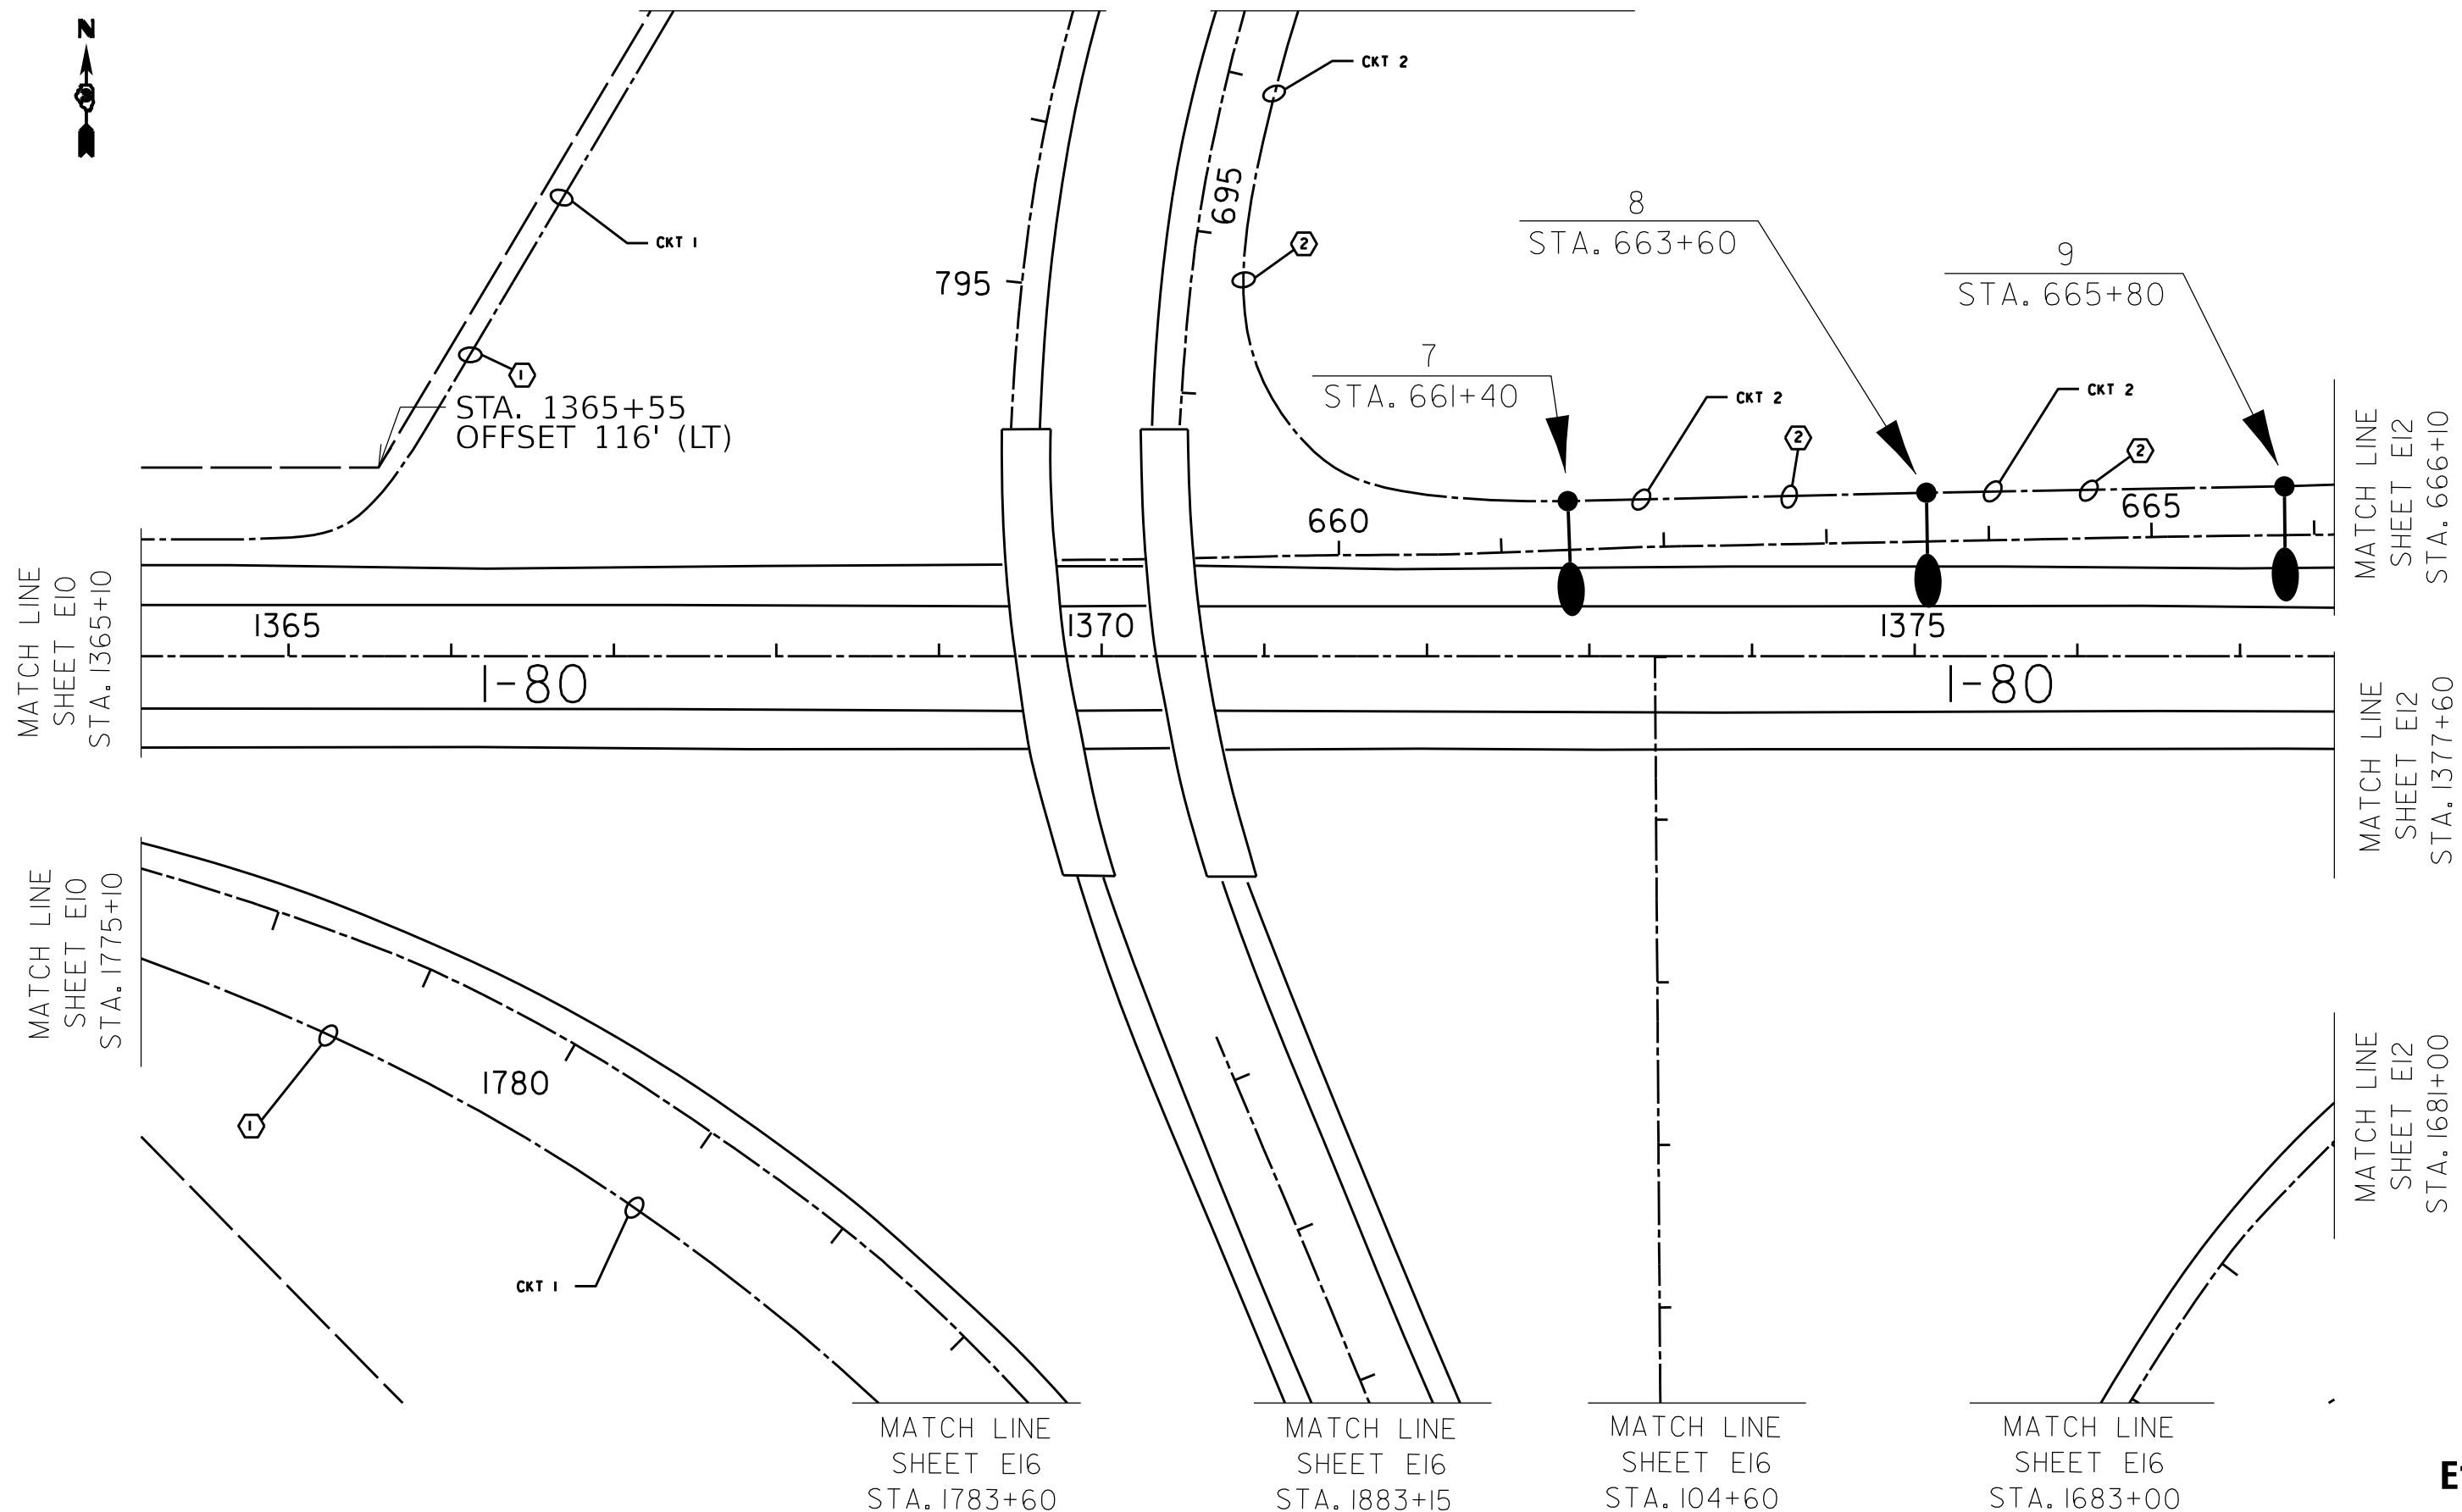 N
CKT 2
695
CKT 1
2
8
STA. 663+60
9
STA. 665+80
795
1
7
STA. 661+40
CKT 2
CKT 2
STA. 1365+55
OFFSET 116' (LT)
2
2
660
665
MATCH LINE
SHEET E12
STA. 666+10
MATCH LINE
SHEET E10
STA. 1365+10
1365
1370
1375
I-80
I-80
MATCH LINE
SHEET E12
STA. 1377+60
MATCH LINE
SHEET E10
STA. 1775+10
1780
1
CKT 1
MATCH LINE
SHEET E12
STA. 1681+00
MATCH LINE
SHEET E16
STA. 1783+60
MATCH LINE
SHEET E16
STA. 1883+15
MATCH LINE
SHEET E16
STA. 104+60
MATCH LINE
SHEET E16
STA. 1683+00